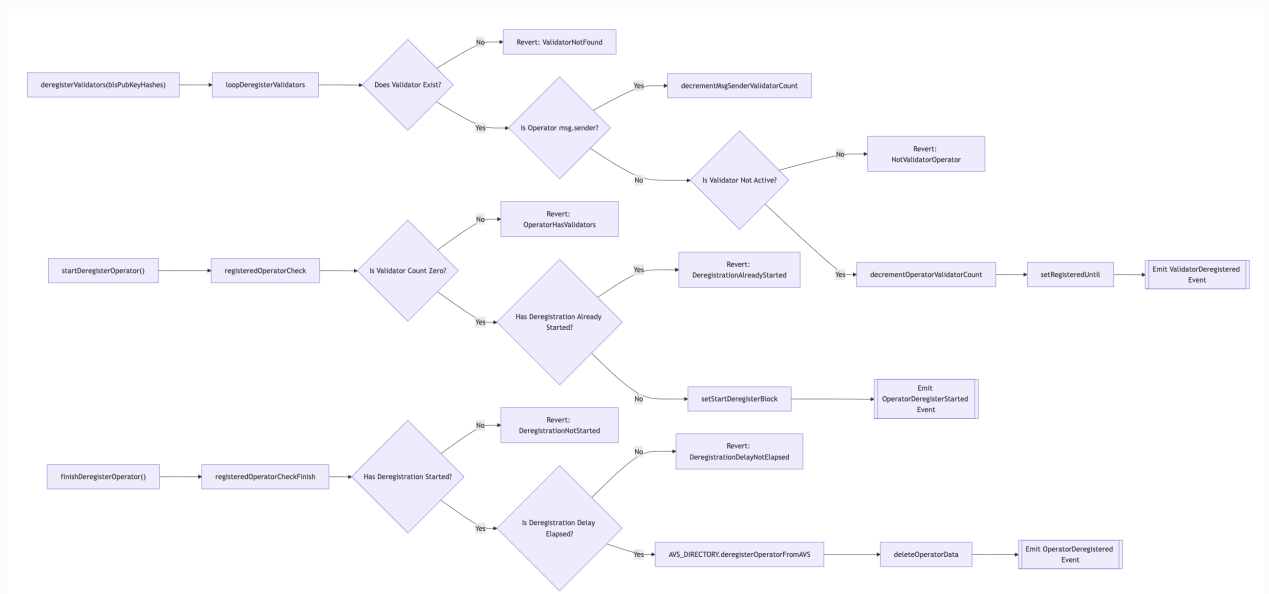 deregisterValidators(blsPubKeyHashes)
loopDeregisterValidators
Does Validator Exist?
No
Revert: ValidatorNotFound
Yes
Is Operator msg.sender?
Yes
decrementMsgSenderValidatorCount
No
Is Validator Not Active?
No
Revert:
NotValidatorOperator
Yes
decrementOperatorValidatorCount
setRegisteredUntil
Emit ValidatorDeregistered
Event
startDeregisterOperator()
registeredOperatorCheck
Is Validator Count Zero?
No
Revert:
OperatorHasValidators
Yes
Has Deregistration Already
Started?
Yes
Revert:
DeregistrationAlreadyStarted
No
setStartDeregisterBlock
Emit
OperatorDeregisterStarted
Event
finishDeregisterOperator()
registeredOperatorCheckFinish
Has Deregistration Started?
No
Revert:
DeregistrationNotStarted
Yes
Is Deregistration Delay
Elapsed?
No
Revert:
DeregistrationDelayNotElapsed
Yes
AVS_DIRECTORY.deregisterOperatorFromAVS
deleteOperatorData
Emit OperatorDeregistered
Event